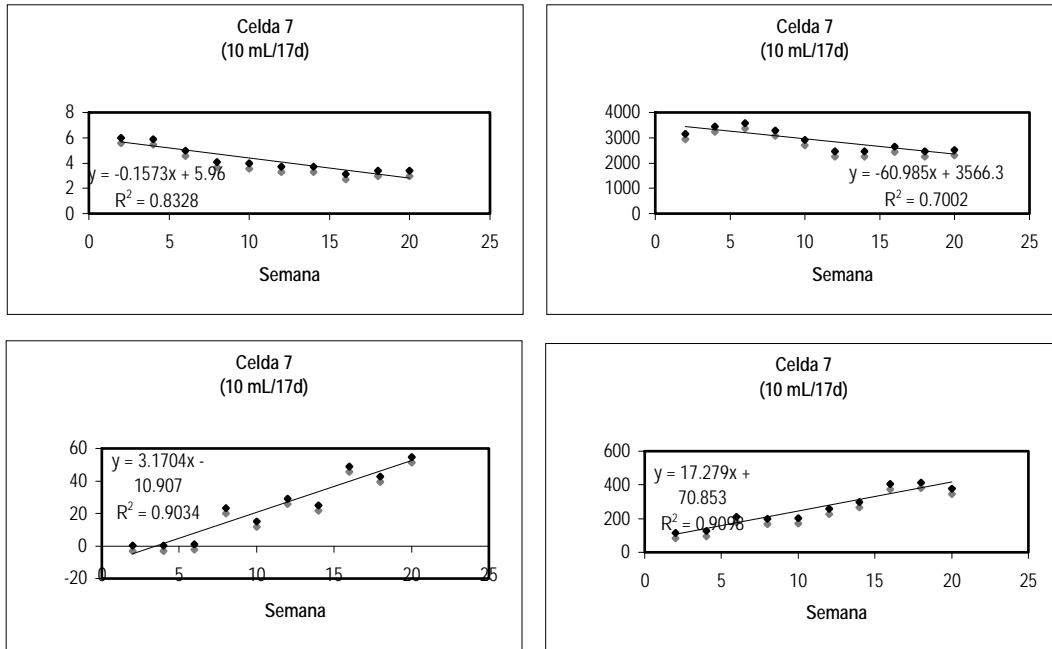 Celda 7
(10 mL/17d)
8
6
4
2
0
y = -0.1573x + 5.96
R² = 0.8328
0 5 10 15 20 25
Semana
Celda 7
(10 mL/17d)
4000
3000
2000
1000
0
y = -60.985x + 3566.3
R² = 0.7002
0 5 10 15 20 25
Semana
Celda 7
(10 mL/17d)
60
40
20
0
-20
y = 3.1704x -
10.907
R² = 0.9034
0 5 10 15 20 25
Semana
Celda 7
(10 mL/17d)
600
400
200
0
y = 17.279x +
70.853
R² = 0.9096
0 5 10 15 20 25
Semana